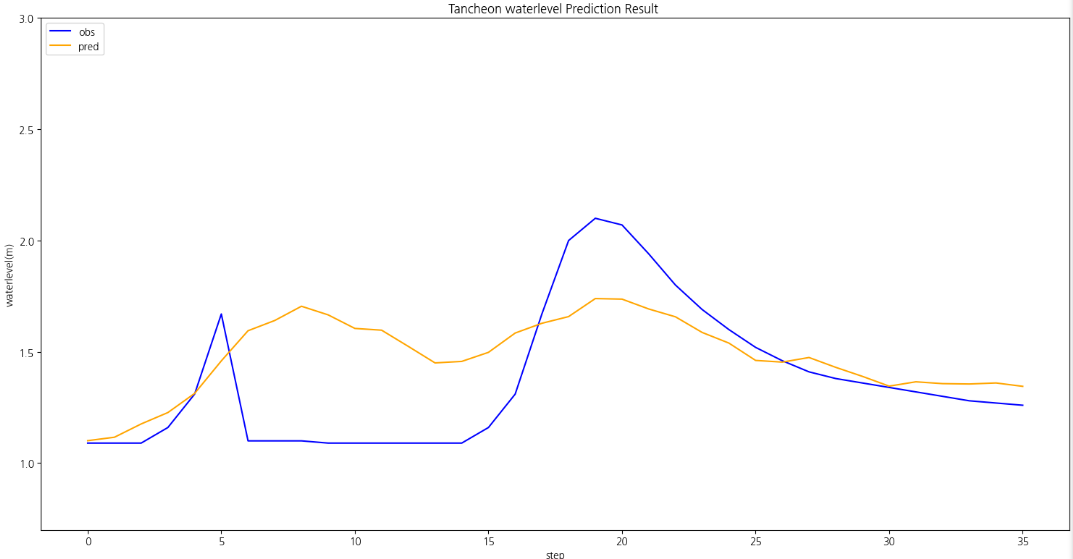 Tancheon waterlevel Prediction Result
obs
pred
3.0
2.5
2.0
1.5
1.0
waterlevel(m)
0 5 10 15 20 25 30 35
step